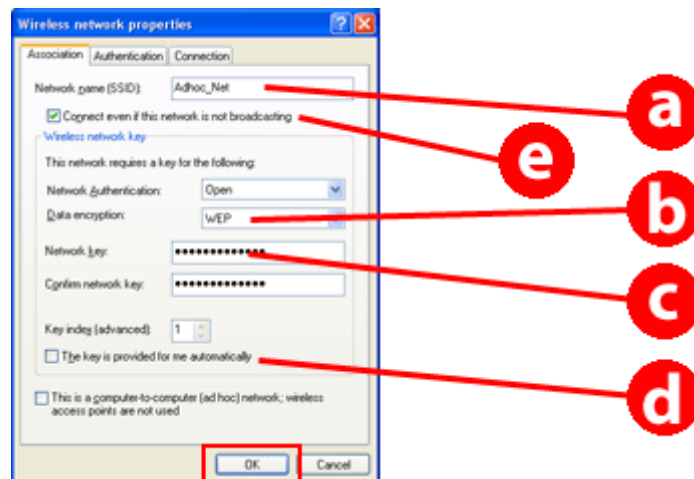 Wireless network properties
Association Authentication Connection
Network name (SSID): Adhoc_Net
a
Connect even if this network is not broadcasting
e
Wireless network key
This network requires a key for the following:
Network Authentication: Open
b
Data encryption: WEP
Network key: •••••••••••••
c
Confirm network key: •••••••••••••
Key index (advanced): 1
The key is provided for me automatically
d
This is a computer-to-computer (ad hoc) network; wireless
access points are not used
OK Cancel